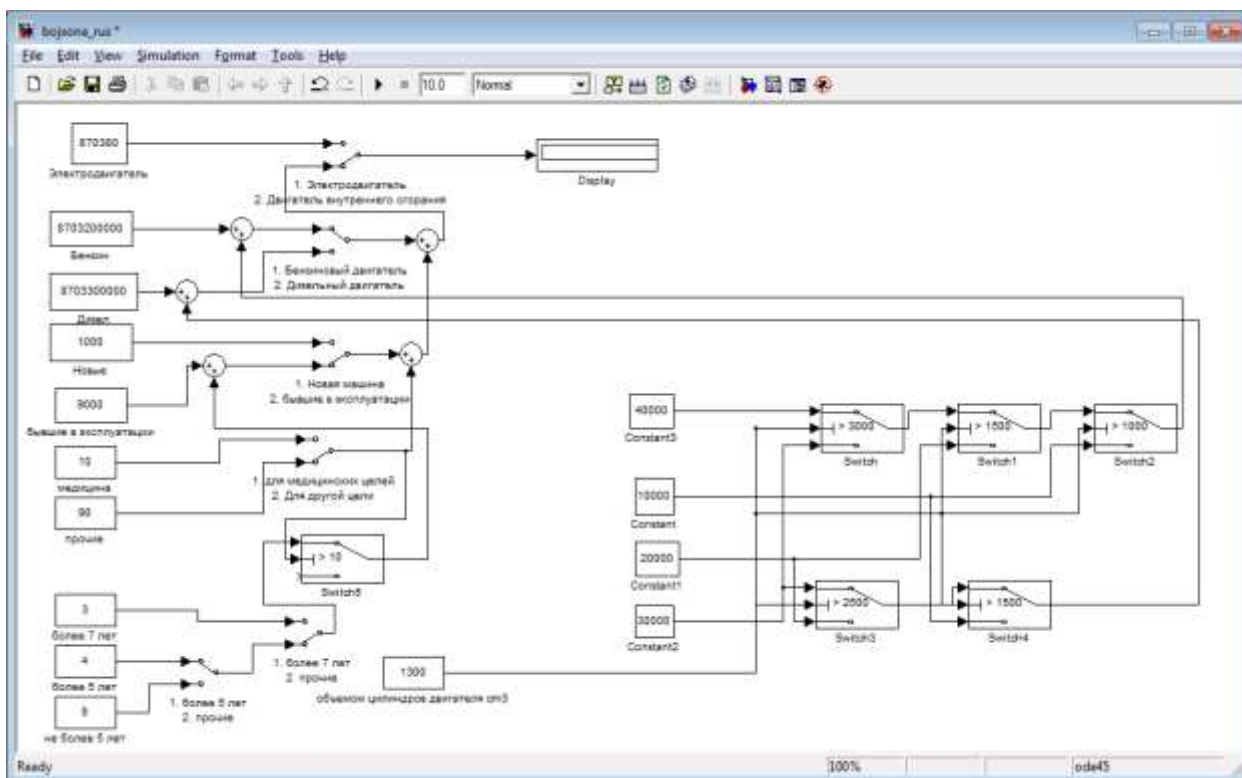 bojxona_rus *
File Edit View Simulation Format Tools Help
10.0 Normal
870380
Электродвигатель
Display
1. Электродвигатель
2. Двигатель внутреннего сгорания
8703200000
Бензин
1. Бензиновый двигатель
2. Дизельный двигатель
8703300000
Дизел
1000
Новые
1. Новая машина
2. бывшие в эксплуатации
9000
бывшие в эксплуатации
10
медицина
1. для медицинских целей
2. Для другой цели
90
прочие
> 10
Switch5
3
более 7 лет
1. более 7 лет
2. прочие
4
более 5 лет
1. более 5 лет
2. прочие
не более 5 лет
1300
объемом цилиндров двигателя cm3
40000
Constant3
> 3000
Switch
> 1500
Switch1
> 1000
Switch2
10000
Constant
20000
Constant1
30000
Constant2
> 2500
Switch3
> 1500
Switch4
Ready 100% ode45